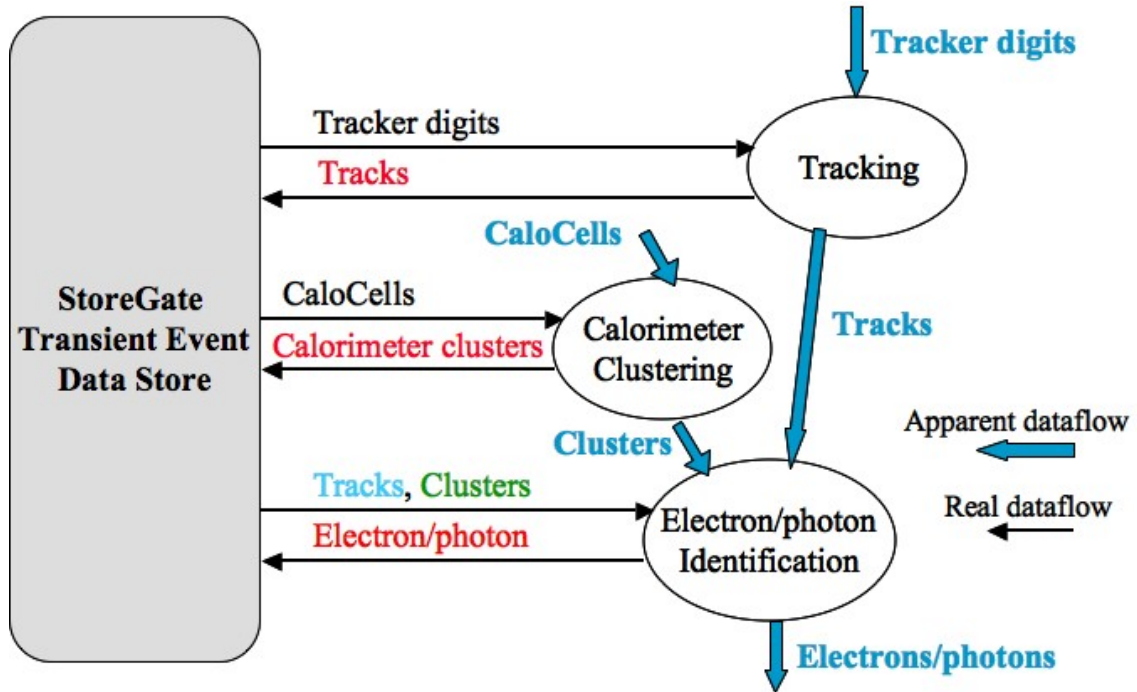 Tracker digits
Tracker digits
Tracks
Tracking
CaloCells
StoreGate
Transient Event
Data Store
CaloCells
Calorimeter clusters
Calorimeter
Clustering
Tracks
Clusters
Apparent dataflow
Tracks, Clusters
Electron/photon
Electron/photon
Identification
Real dataflow
Electrons/photons